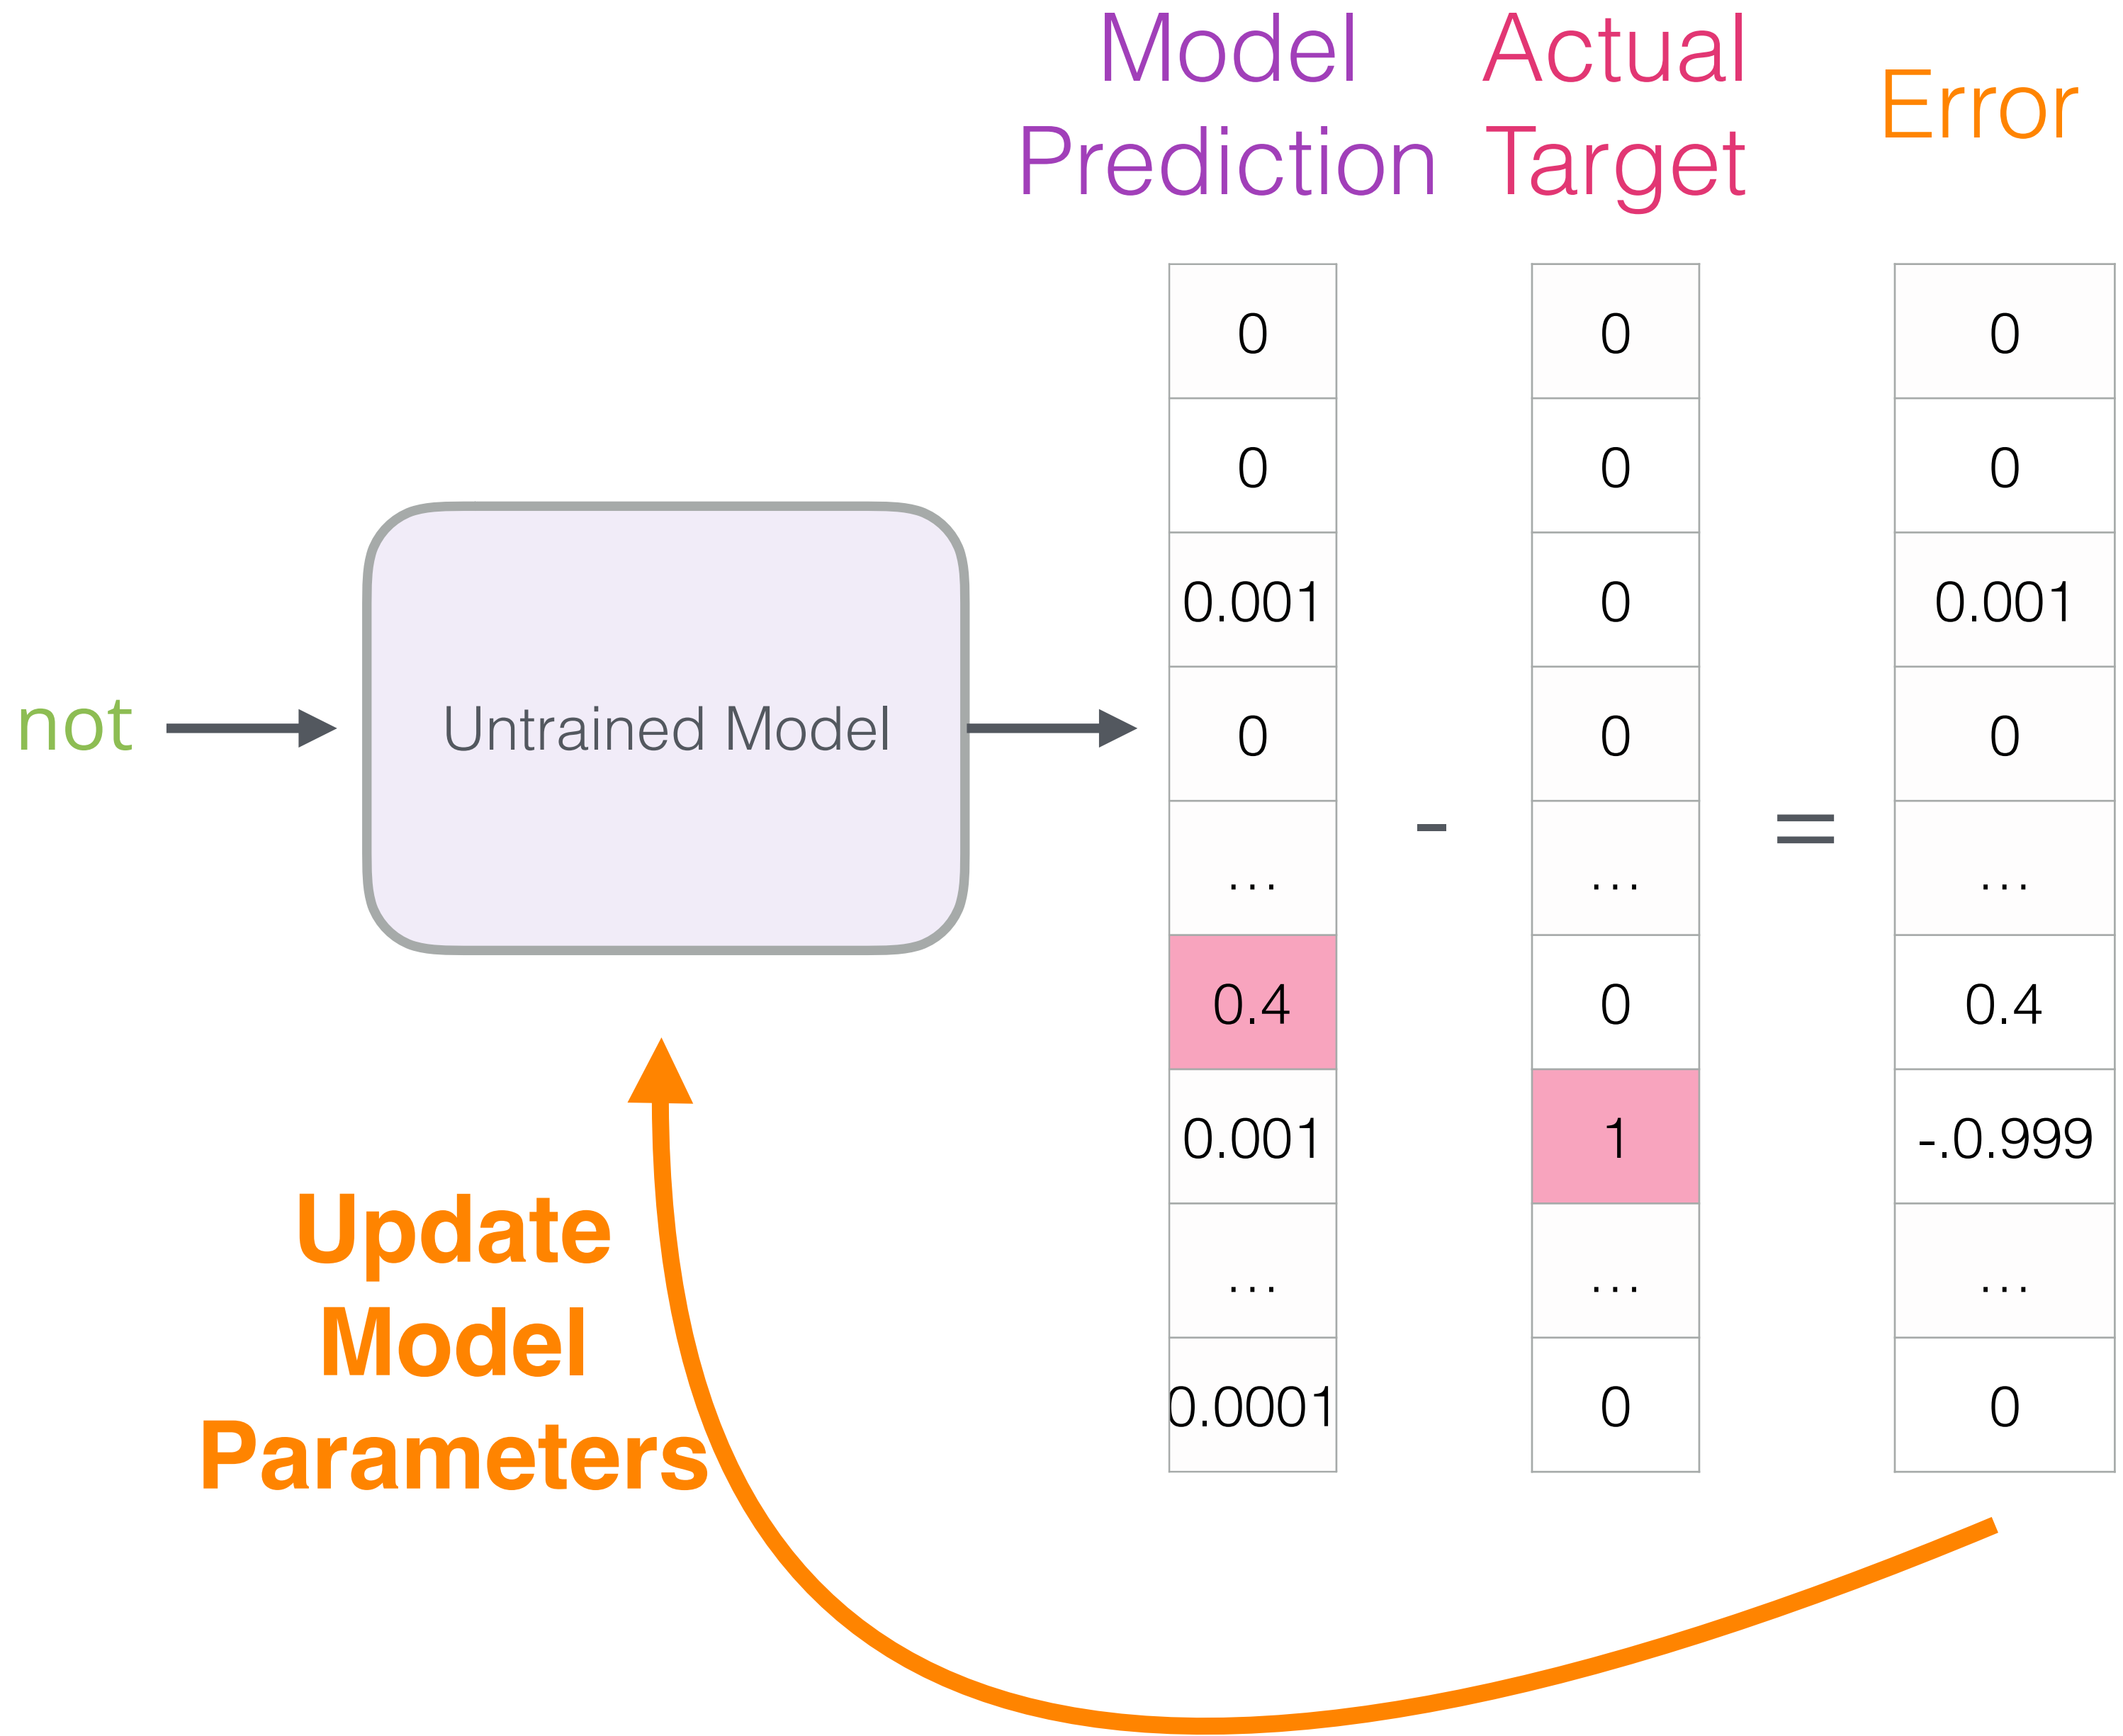 Model
Prediction
Actual
Target
Error
0 0 0
0 0 0
0.001 0 0.001
not
Untrained Model
0 0 0
- =
... ... ...
0.4 0 0.4
0.001 1 -.0.999
... ... ...
0.0001 0 0
Update
Model
Parameters